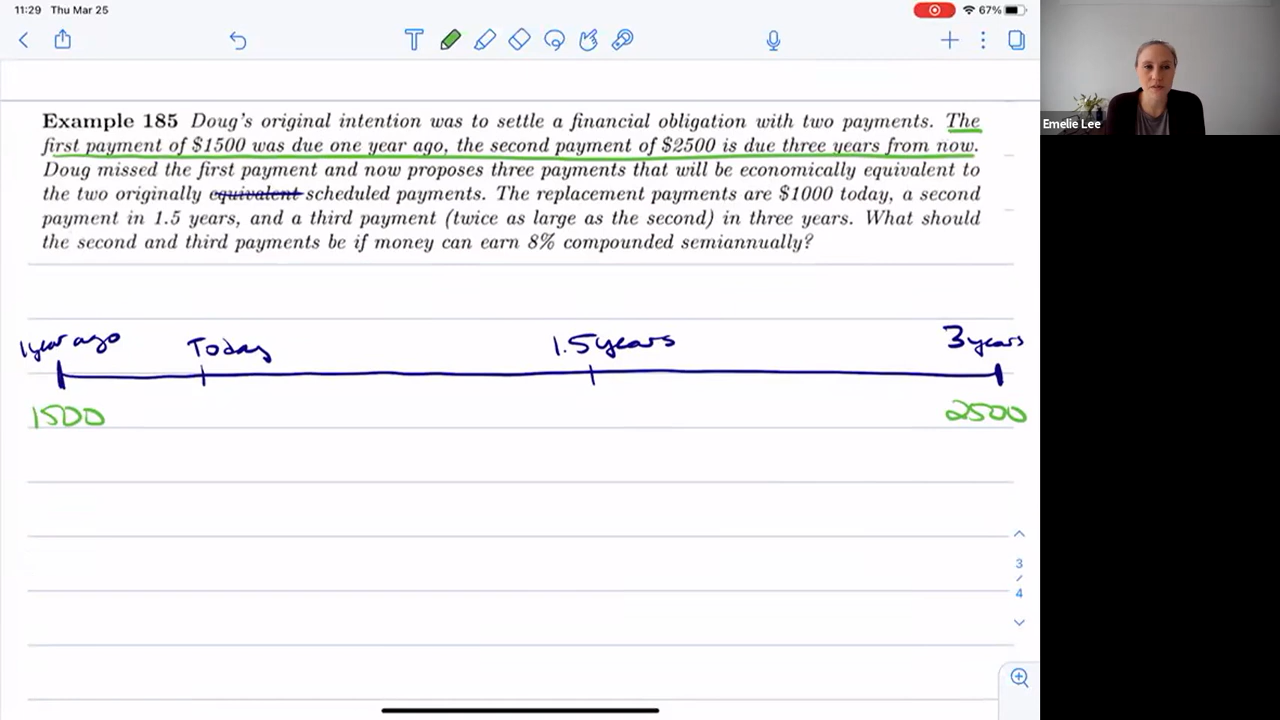 11:29 Thu Mar 25
67%
Emelie Lee
Example 185 Doug's original intention was to settle a financial obligation with two payments. The
first payment of $1500 was due one year ago, the second payment of $2500 is due three years from now.
Doug missed the first payment and now proposes three payments that will be economically equivalent to
the two originally equivalent scheduled payments. The replacement payments are $1000 today, a second
payment in 1.5 years, and a third payment (twice as large as the second) in three years. What should
the second and third payments be if money can earn 8% compounded semiannually?
1 year ago Today 1.5 years 3 years
1500 2500
3
/
4